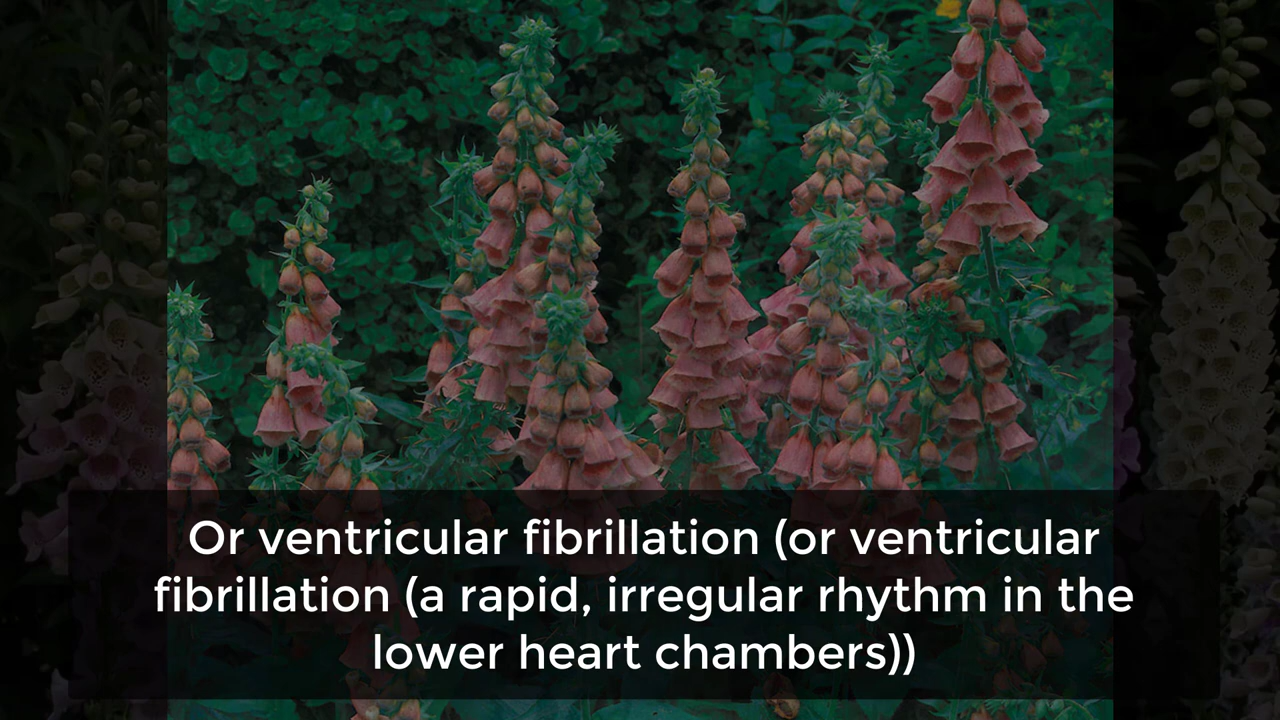 Or ventricular fibrillation (or ventricular
fibrillation (a rapid, irregular rhythm in the
lower heart chambers))